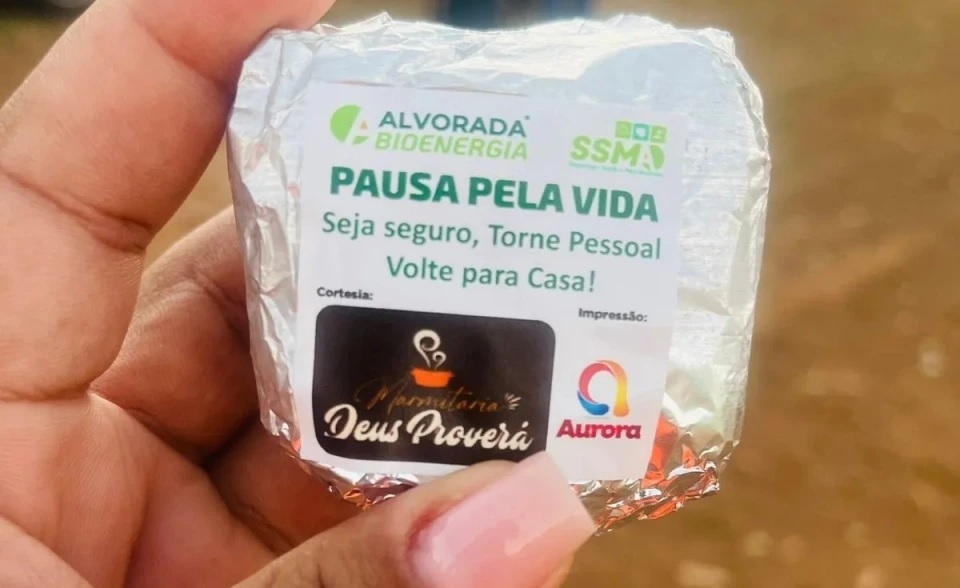 ALVORADA
BIOENERGIA
SSMA
PAUSA PELA VIDA
Seja seguro, Torne Pessoal
Volte para Casa!
Cortesia:
Impressão:
Marmitaria
Deus Proverá
Aurora